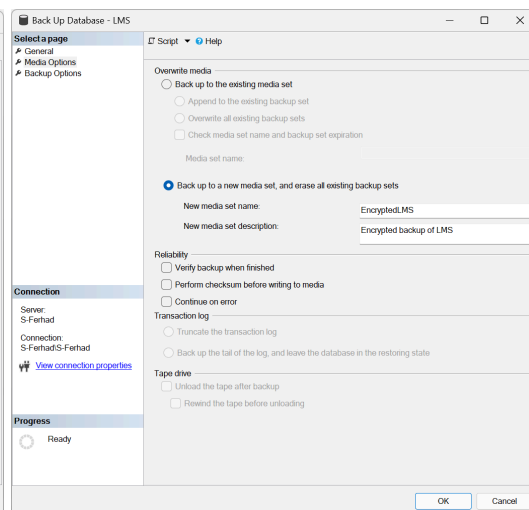 Back Up Database - LMS
Select a page
General
Media Options
Backup Options
Script
Help
Overwrite media
Back up to the existing media set
Append to the existing backup set
Overwrite all existing backup sets
Check media set name and backup set expiration
Media set name:
Back up to a new media set, and erase all existing backup sets
New media set name:
EncryptedLMS
New media set description:
Encrypted backup of LMS
Reliability
Verify backup when finished
Perform checksum before writing to media
Continue on error
Transaction log
Truncate the transaction log
Back up the tail of the log, and leave the database in the restoring state
Tape drive
Unload the tape after backup
Rewind the tape before unloading
Connection
Server:
S-Ferhad
Connection:
S-Ferhad\S-Ferhad
View connection properties
Progress
Ready
OK
Cancel